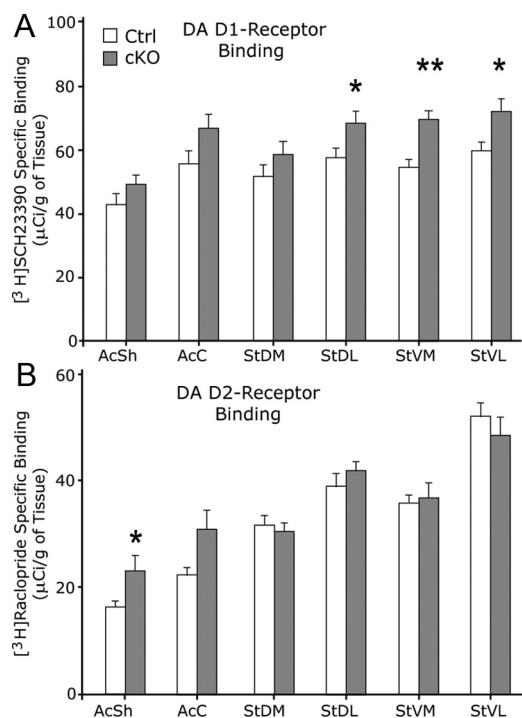 A
DA D1-Receptor
Binding
Ctrl
cKO
[³H]SCH23390 Specific Binding
(μCi/g of Tissue)
100
80
60
40
20
0
*
**
*
AcSh AcC StDM StDL StVM StVL
B
DA D2-Receptor
Binding
[³H]Raclopride Specific Binding
(μCi/g of Tissue)
60
40
20
0
*
AcSh AcC StDM StDL StVM StVL